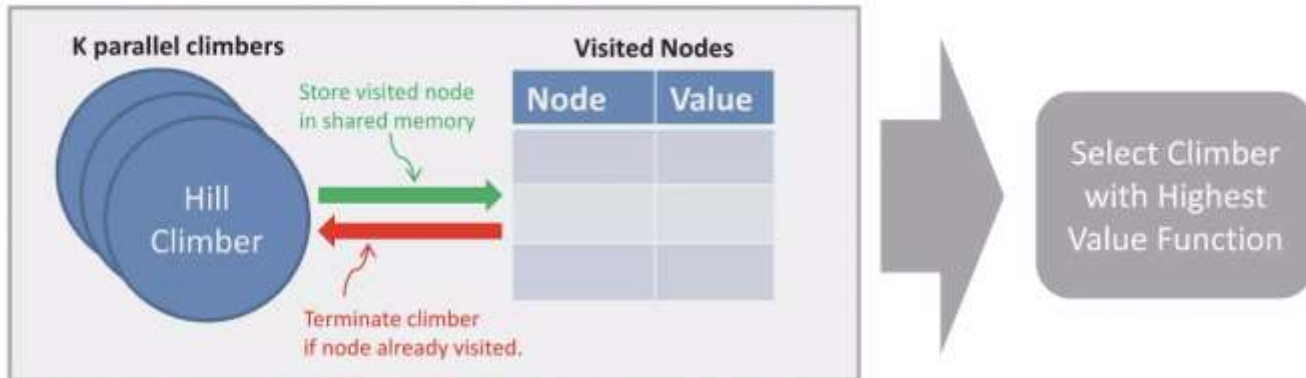 K parallel climbers
Hill
Climber
Store visited node
in shared memory
Terminate climber
if node already visited.
Visited Nodes
Node Value
Select Climber
with Highest
Value Function